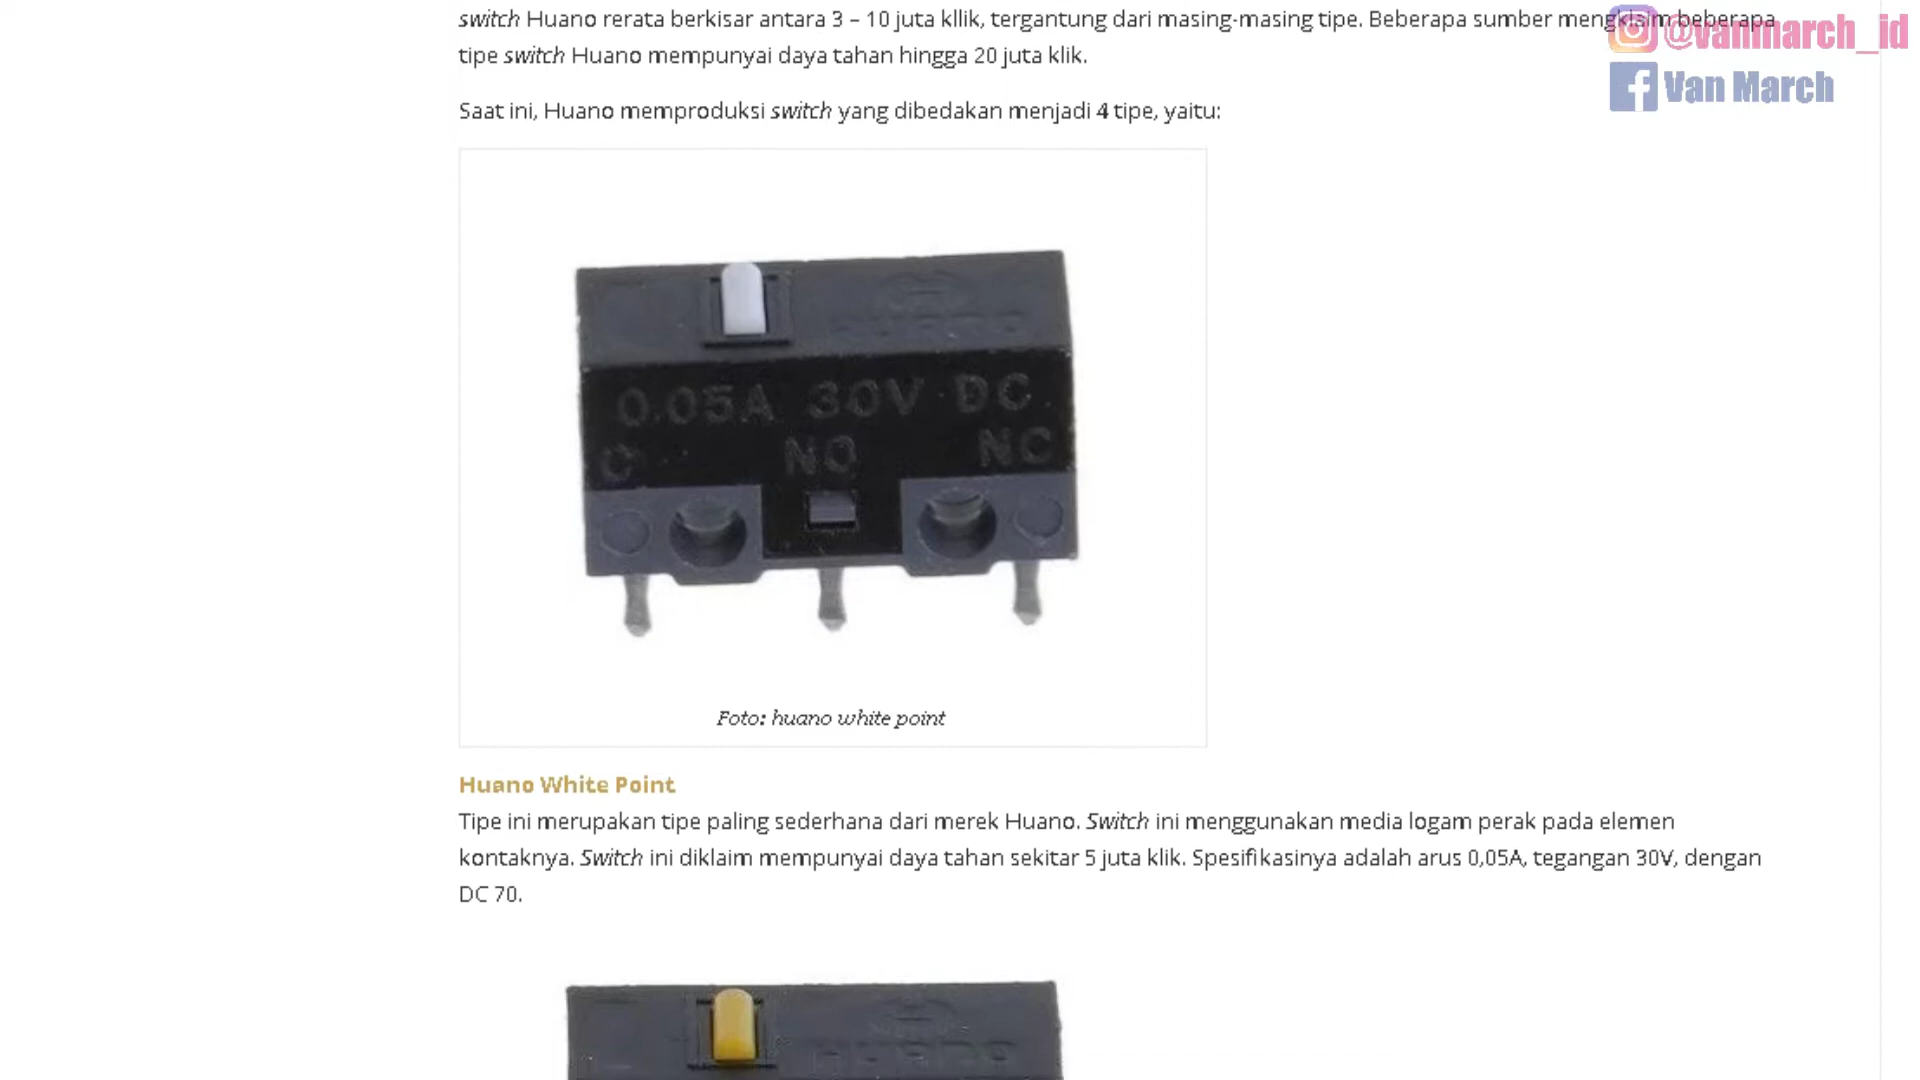 switch Huano rerata berkisar antara 3 – 10 juta kllik, tergantung dari masing-masing tipe. Beberapa sumber mengklaim beberapa
tipe switch Huano mempunyai daya tahan hingga 20 juta klik.
@vanmarch_id
Van March
Saat ini, Huano memproduksi switch yang dibedakan menjadi 4 tipe, yaitu:
HUANO
0.05A 30V DC
C NO NC
Foto: huano white point
Huano White Point
Tipe ini merupakan tipe paling sederhana dari merek Huano. Switch ini menggunakan media logam perak pada elemen
kontaknya. Switch ini diklaim mempunyai daya tahan sekitar 5 juta klik. Spesifikasinya adalah arus 0,05A, tegangan 30V, dengan
DC 70.
HUANO